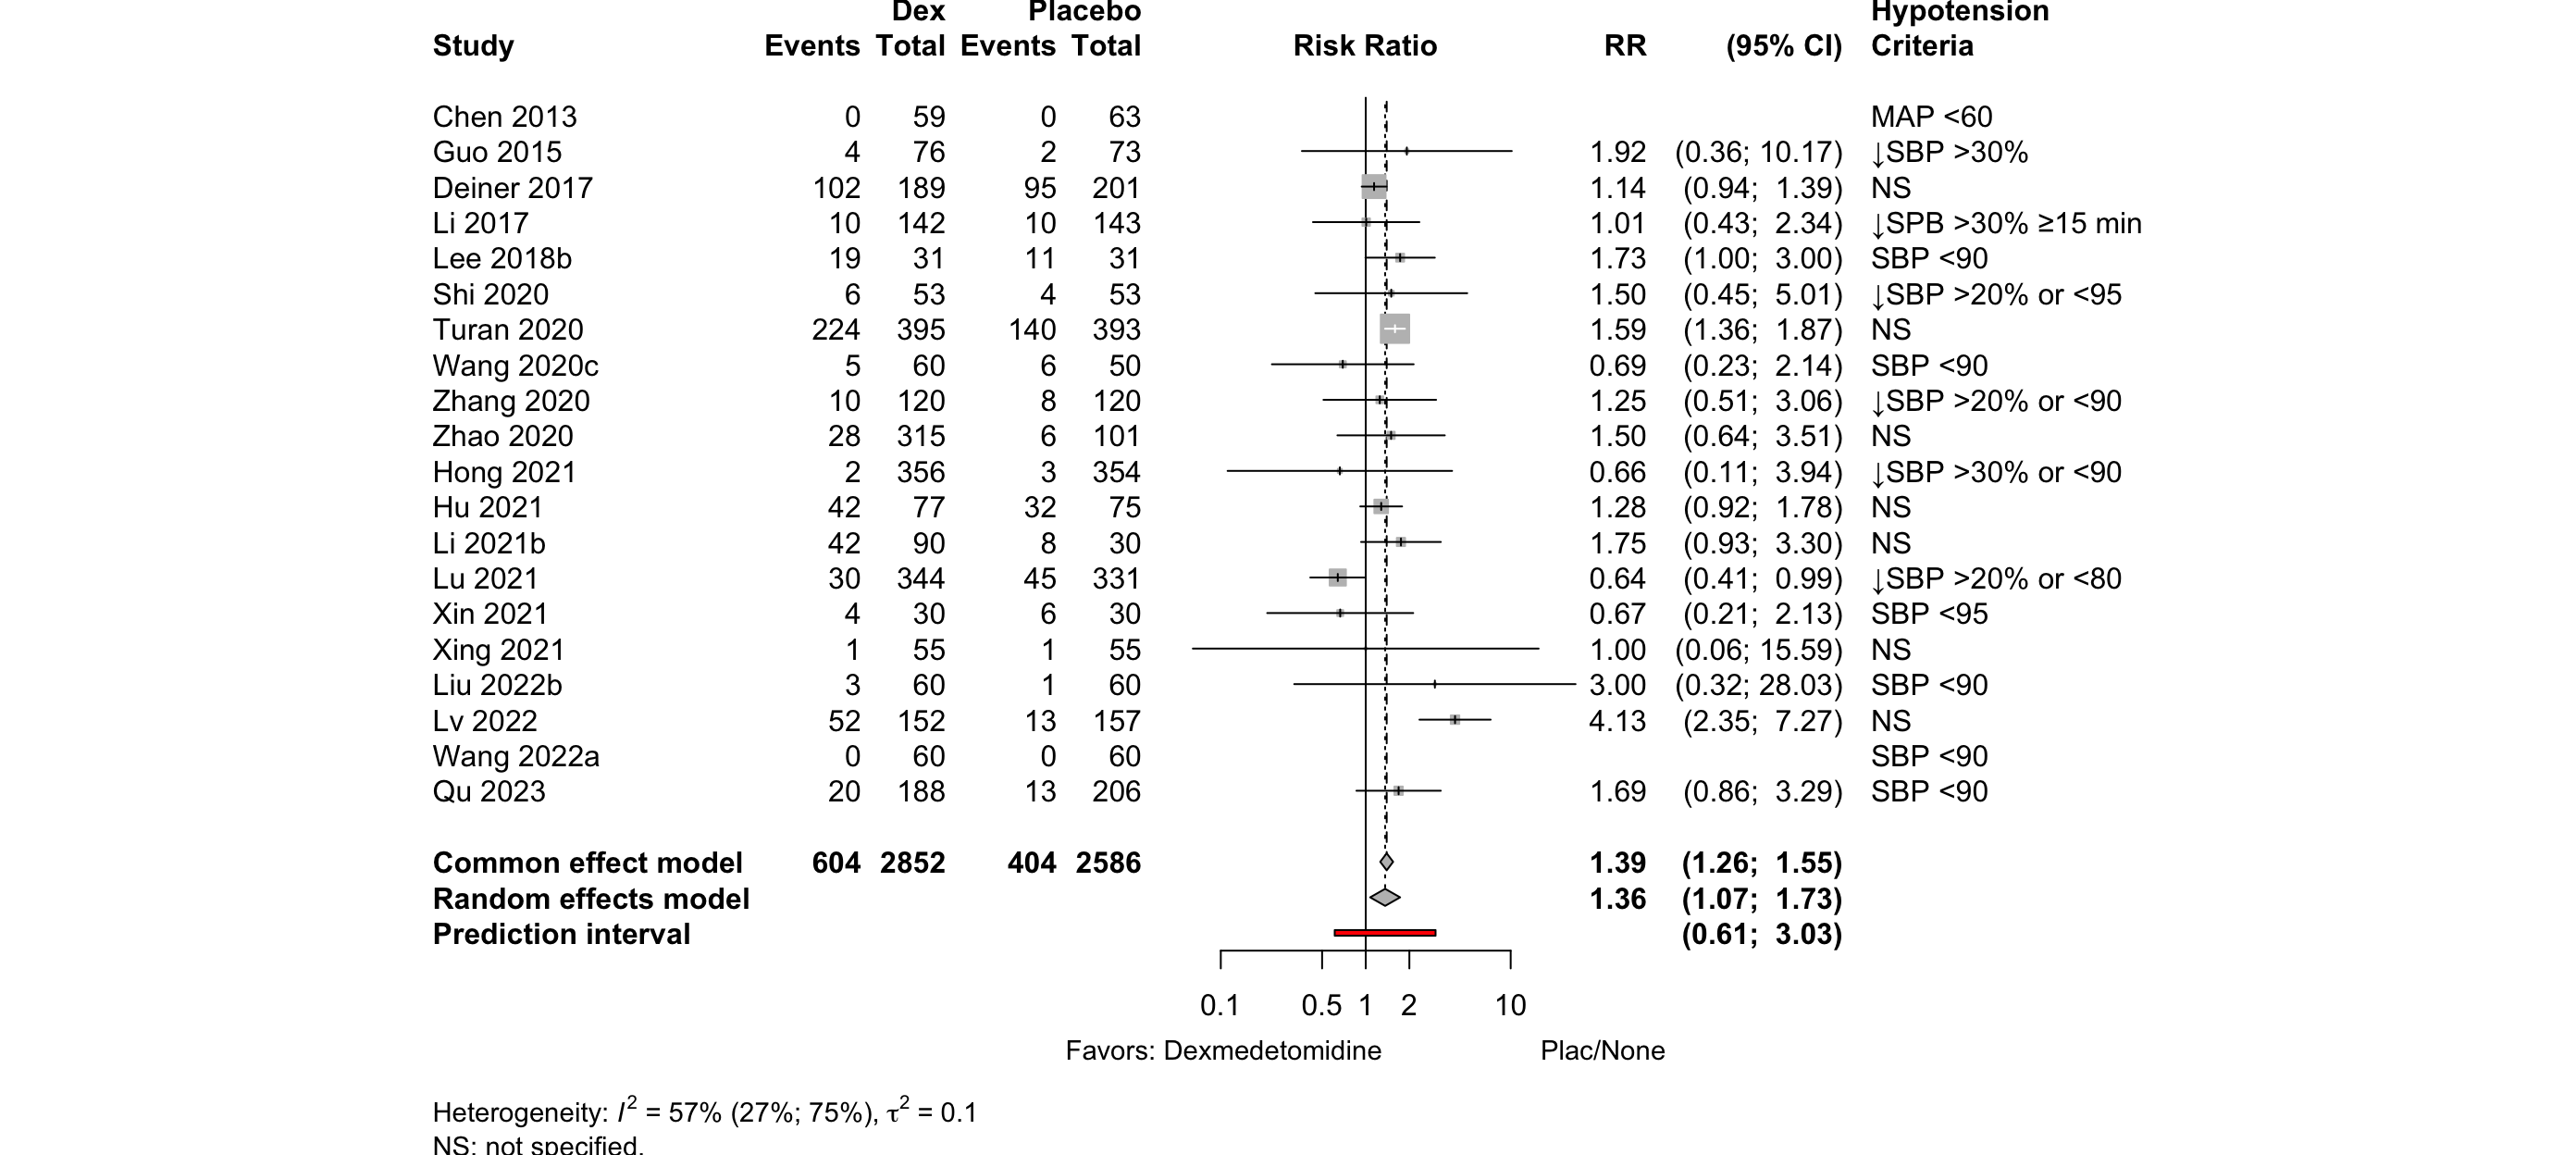 Dex Placebo Hypotension
Study Events Total Events Total Risk Ratio RR (95% CI) Criteria
Chen 2013 0 59 0 63 MAP <60
Guo 2015 4 76 2 73 1.92 (0.36; 10.17) ↓SBP >30%
Deiner 2017 102 189 95 201 1.14 (0.94; 1.39) NS
Li 2017 10 142 10 143 1.01 (0.43; 2.34) ↓SPB >30% ≥15 min
Lee 2018b 19 31 11 31 1.73 (1.00; 3.00) SBP <90
Shi 2020 6 53 4 53 1.50 (0.45; 5.01) ↓SBP >20% or <95
Turan 2020 224 395 140 393 1.59 (1.36; 1.87) NS
Wang 2020c 5 60 6 50 0.69 (0.23; 2.14) SBP <90
Zhang 2020 10 120 8 120 1.25 (0.51; 3.06) ↓SBP >20% or <90
Zhao 2020 28 315 6 101 1.50 (0.64; 3.51) NS
Hong 2021 2 356 3 354 0.66 (0.11; 3.94) ↓SBP >30% or <90
Hu 2021 42 77 32 75 1.28 (0.92; 1.78) NS
Li 2021b 42 90 8 30 1.75 (0.93; 3.30) NS
Lu 2021 30 344 45 331 0.64 (0.41; 0.99) ↓SBP >20% or <80
Xin 2021 4 30 6 30 0.67 (0.21; 2.13) SBP <95
Xing 2021 1 55 1 55 1.00 (0.06; 15.59) NS
Liu 2022b 3 60 1 60 3.00 (0.32; 28.03) SBP <90
Lv 2022 52 152 13 157 4.13 (2.35; 7.27) NS
Wang 2022a 0 60 0 60 SBP <90
Qu 2023 20 188 13 206 1.69 (0.86; 3.29) SBP <90
Common effect model 604 2852 404 2586 1.39 (1.26; 1.55)
Random effects model 1.36 (1.07; 1.73)
Prediction interval (0.61; 3.03)
0.1 0.5 1 2 10
Favors: Dexmedetomidine Plac/None
Heterogeneity: I² = 57% (27%; 75%), τ² = 0.1
NS: not specified.